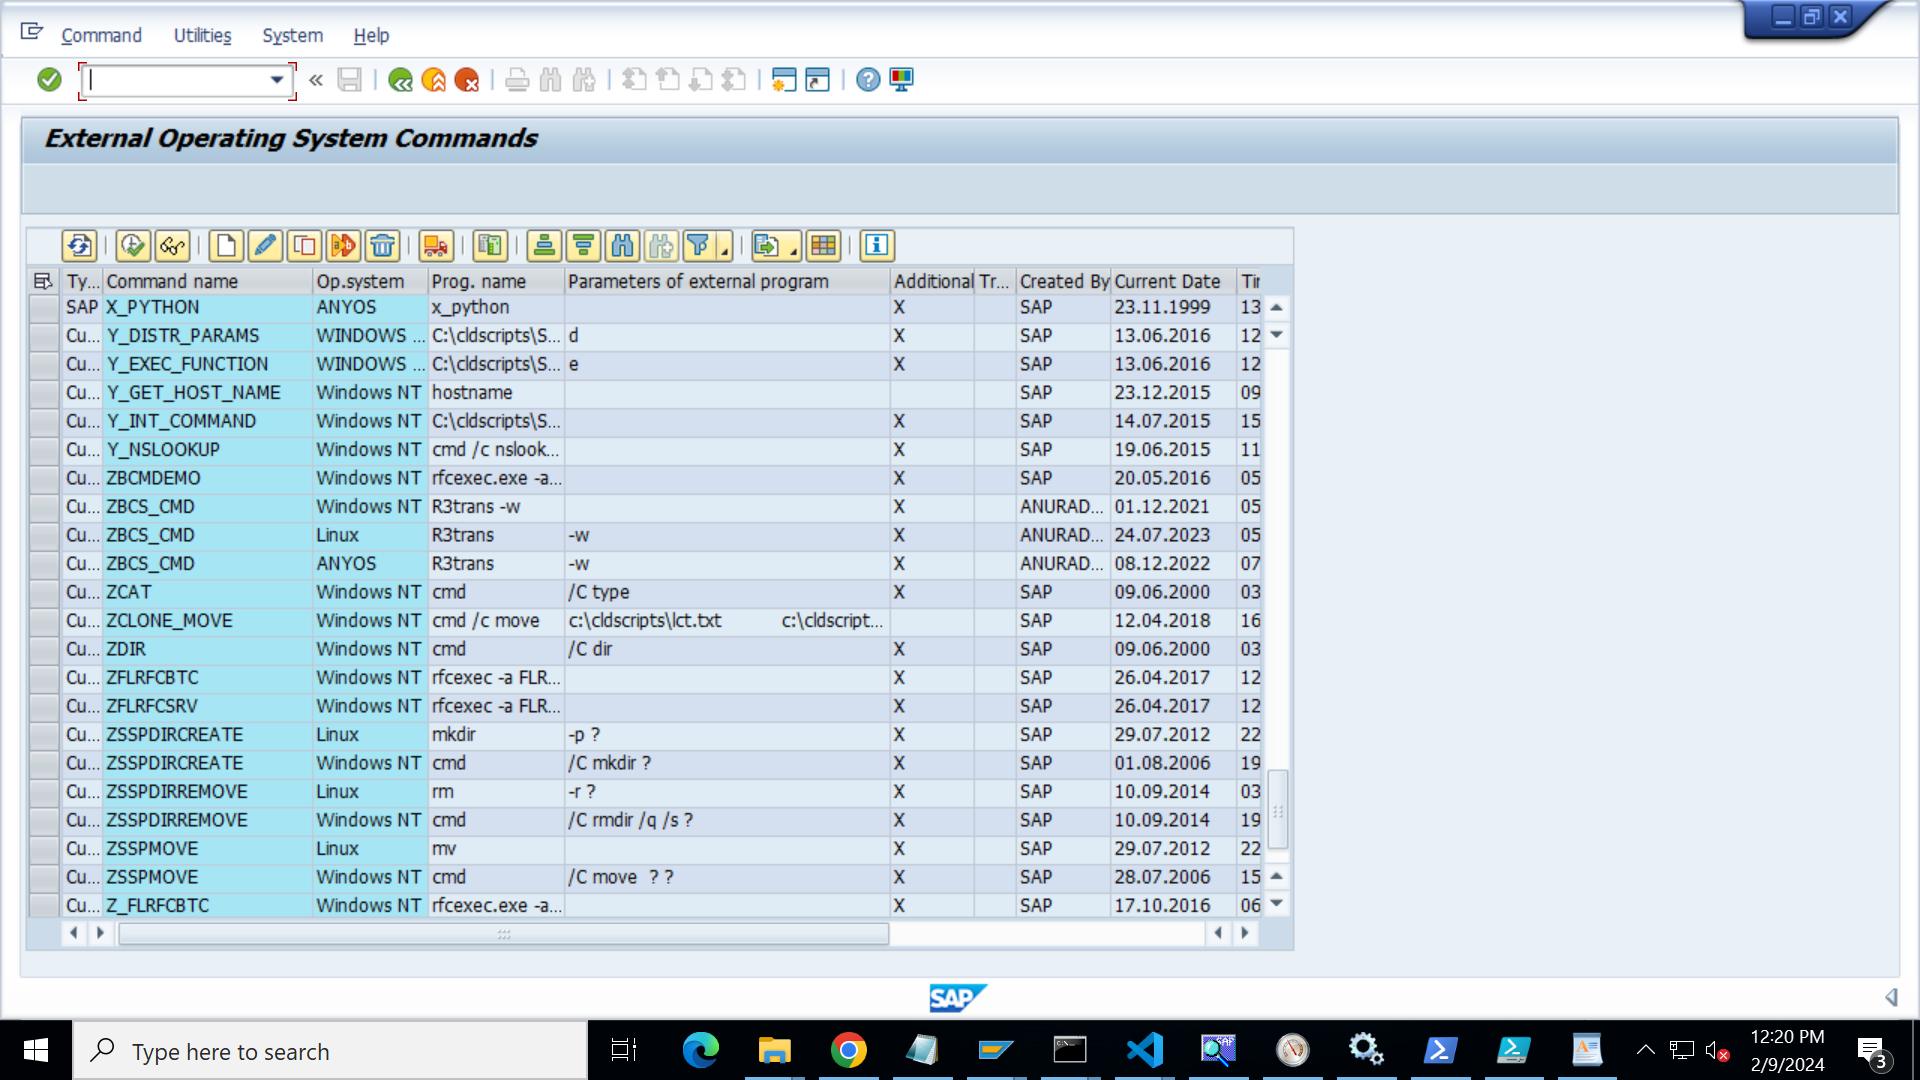 Command Utilities System Help
External Operating System Commands
Ty... Command name Op.system Prog. name Parameters of external program Additional Tr... Created By Current Date Tir
SAP X_PYTHON ANYOS x_python X SAP 23.11.1999 13
Cu... Y_DISTR_PARAMS WINDOWS ... C:\cldscripts\S... d X SAP 13.06.2016 12
Cu... Y_EXEC_FUNCTION WINDOWS ... C:\cldscripts\S... e X SAP 13.06.2016 12
Cu... Y_GET_HOST_NAME Windows NT hostname SAP 23.12.2015 09
Cu... Y_INT_COMMAND Windows NT C:\cldscripts\S... X SAP 14.07.2015 15
Cu... Y_NSLOOKUP Windows NT cmd /c nslook... X SAP 19.06.2015 11
Cu... ZBCMDEMO Windows NT rfcexec.exe -a... X SAP 20.05.2016 05
Cu... ZBCS_CMD Windows NT R3trans -w X ANURAD... 01.12.2021 05
Cu... ZBCS_CMD Linux R3trans -w X ANURAD... 24.07.2023 05
Cu... ZBCS_CMD ANYOS R3trans -w X ANURAD... 08.12.2022 07
Cu... ZCAT Windows NT cmd /C type X SAP 09.06.2000 03
Cu... ZCLONE_MOVE Windows NT cmd /c move c:\cldscripts\lct.txt c:\cldscript... SAP 12.04.2018 16
Cu... ZDIR Windows NT cmd /C dir X SAP 09.06.2000 03
Cu... ZFLRFCBTC Windows NT rfcexec -a FLR... X SAP 26.04.2017 12
Cu... ZFLRFCSRV Windows NT rfcexec -a FLR... X SAP 26.04.2017 12
Cu... ZSSPDIRCREATE Linux mkdir -p ? X SAP 29.07.2012 22
Cu... ZSSPDIRCREATE Windows NT cmd /C mkdir ? X SAP 01.08.2006 19
Cu... ZSSPDIRREMOVE Linux rm -r ? X SAP 10.09.2014 03
Cu... ZSSPDIRREMOVE Windows NT cmd /C rmdir /q /s ? X SAP 10.09.2014 19
Cu... ZSSPMOVE Linux mv X SAP 29.07.2012 22
Cu... ZSSPMOVE Windows NT cmd /C move ? ? X SAP 28.07.2006 15
Cu... Z_FLRFCBTC Windows NT rfcexec.exe -a... X SAP 17.10.2016 06
SAP
Type here to search
12:20 PM
2/9/2024
3